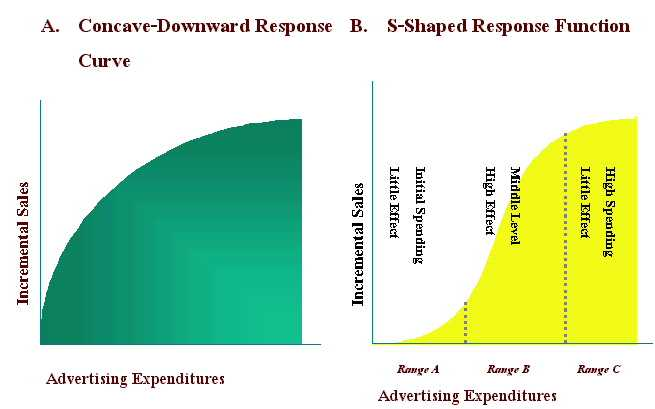 A. Concave-Downward Response
Curve
Incremental Sales
Advertising Expenditures
B. S-Shaped Response Function
Incremental Sales
Initial Spending
Little Effect
Middle Level
High Effect
High Spending
Little Effect
Range A
Range B
Range C
Advertising Expenditures